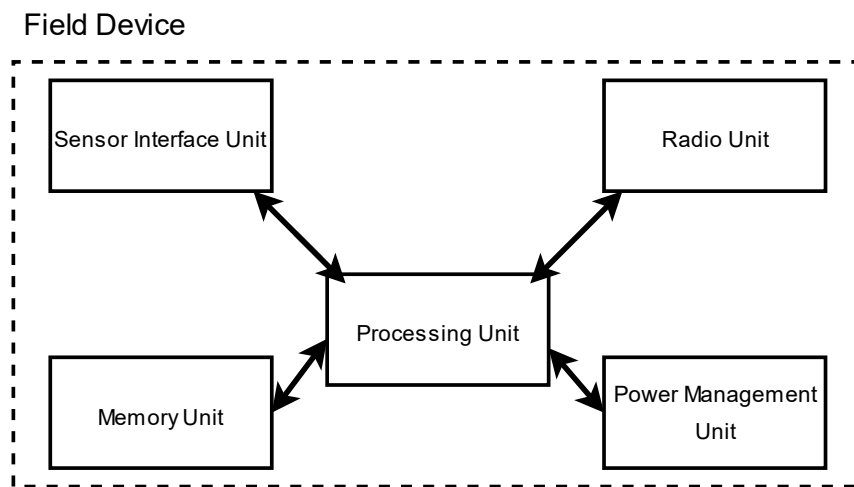 Field Device
Sensor Interface Unit
Radio Unit
Processing Unit
Memory Unit
Power Management
Unit